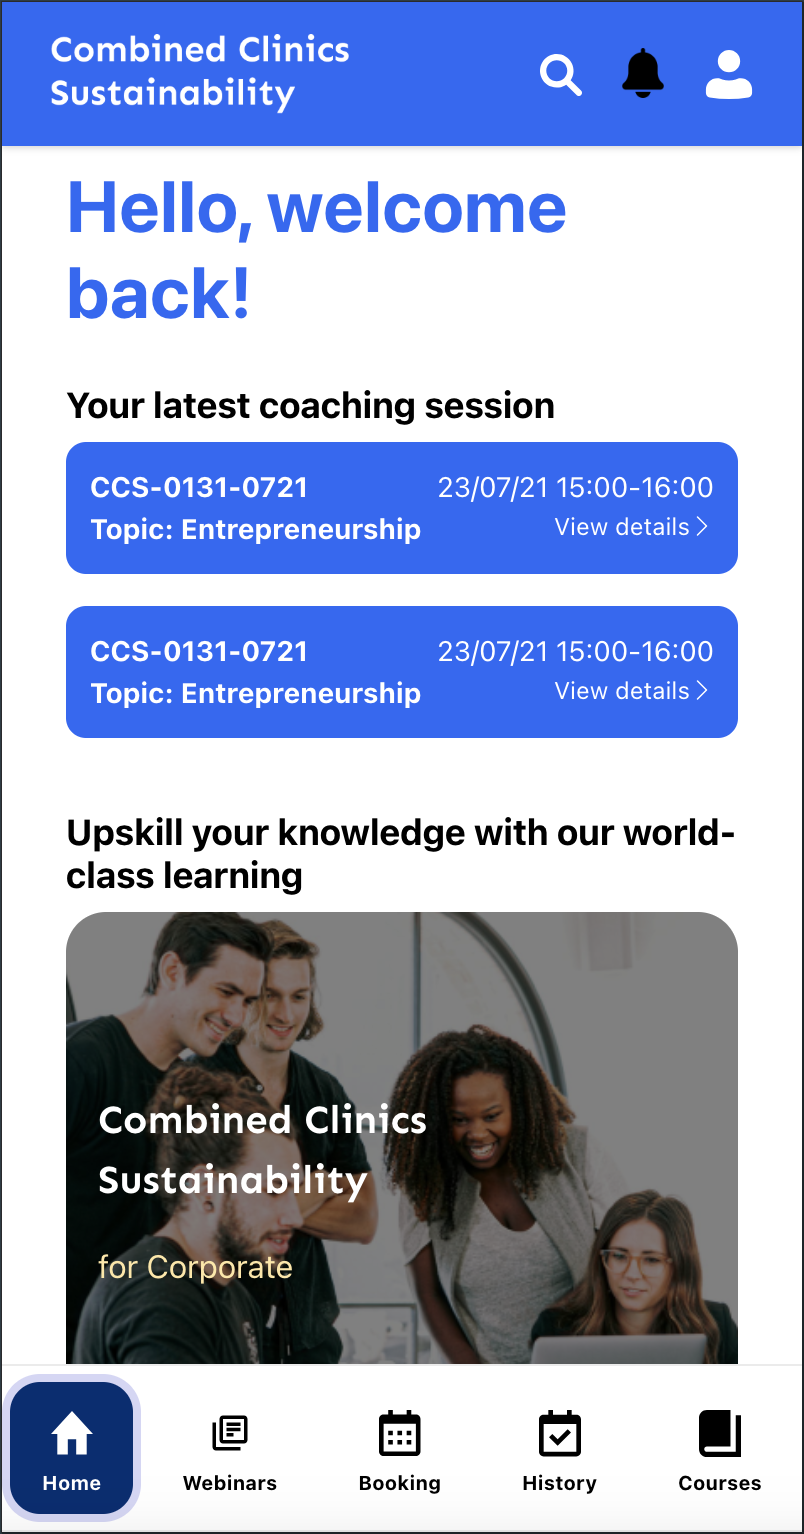 Combined Clinics
Sustainability
Hello, welcome
back!
Your latest coaching session
CCS-0131-0721 23/07/21 15:00-16:00
Topic: Entrepreneurship View details
CCS-0131-0721 23/07/21 15:00-16:00
Topic: Entrepreneurship View details
Upskill your knowledge with our world-
class learning
Combined Clinics
Sustainability
for Corporate
Home Webinars Booking History Courses